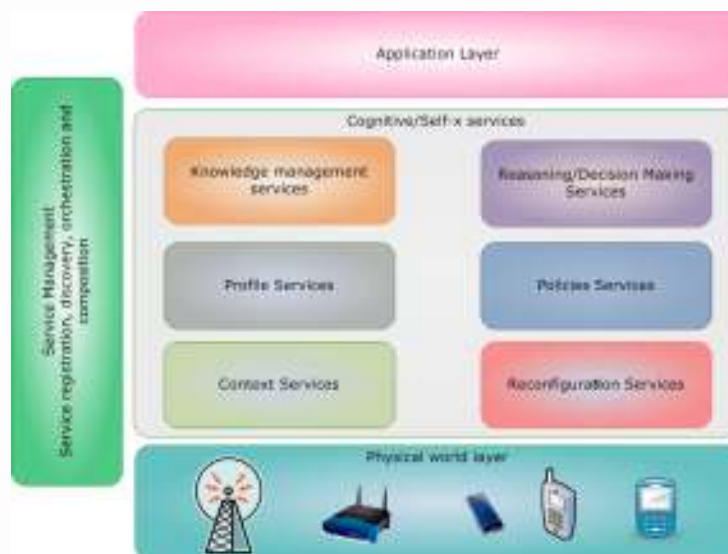 Application Layer
Service Management
Service registration, discovery, orchestration and
composition
Cognitive/Self-x services
Knowledge management
services
Reasoning/Decision Making
Services
Profile Services
Policies Services
Context Services
Reconfiguration Services
Physical world layer